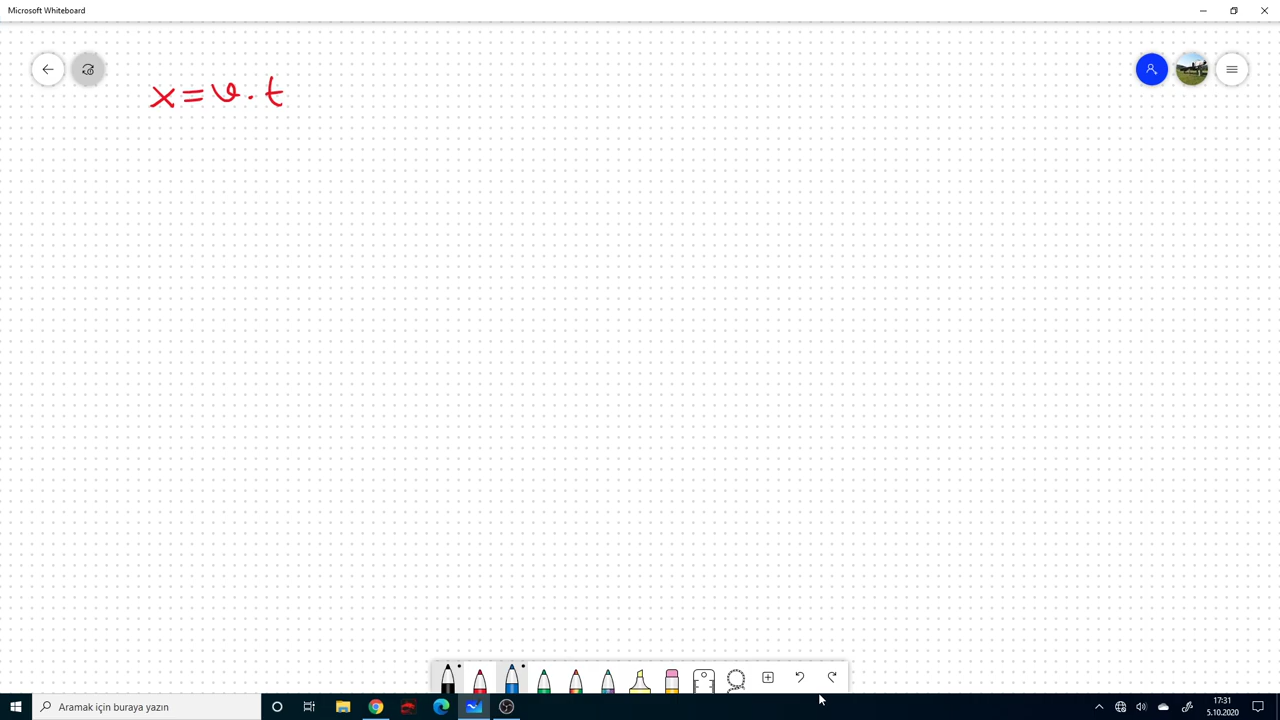 Microsoft Whiteboard
x = v . t
Aramak için buraya yazın
17:31
5.10.2020